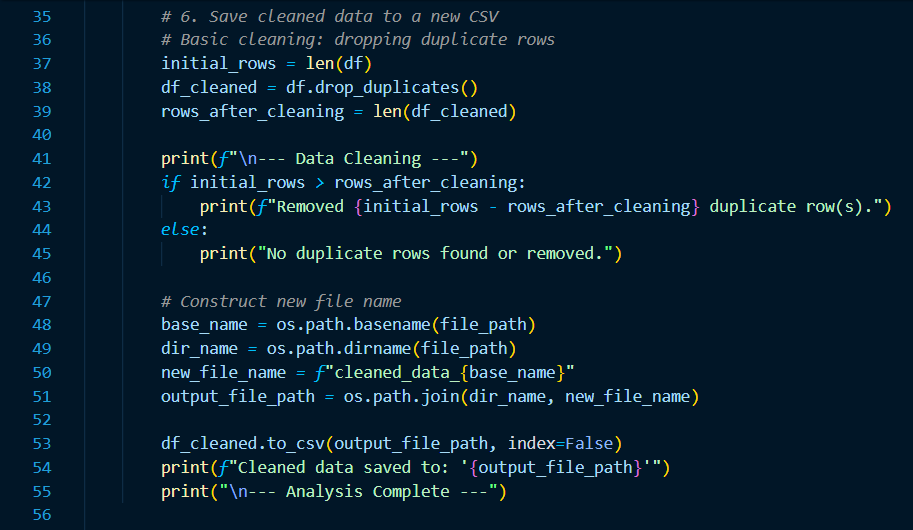 35 # 6. Save cleaned data to a new CSV
36 # Basic cleaning: dropping duplicate rows
37 initial_rows = len(df)
38 df_cleaned = df.drop_duplicates()
39 rows_after_cleaning = len(df_cleaned)
40
41 print(f"\n--- Data Cleaning ---")
42 if initial_rows > rows_after_cleaning:
43     print(f"Removed {initial_rows - rows_after_cleaning} duplicate row(s).")
44 else:
45     print("No duplicate rows found or removed.")
46
47 # Construct new file name
48 base_name = os.path.basename(file_path)
49 dir_name = os.path.dirname(file_path)
50 new_file_name = f"cleaned_data_{base_name}"
51 output_file_path = os.path.join(dir_name, new_file_name)
52
53 df_cleaned.to_csv(output_file_path, index=False)
54 print(f"Cleaned data saved to: '{output_file_path}'")
55 print("\n--- Analysis Complete ---")
56